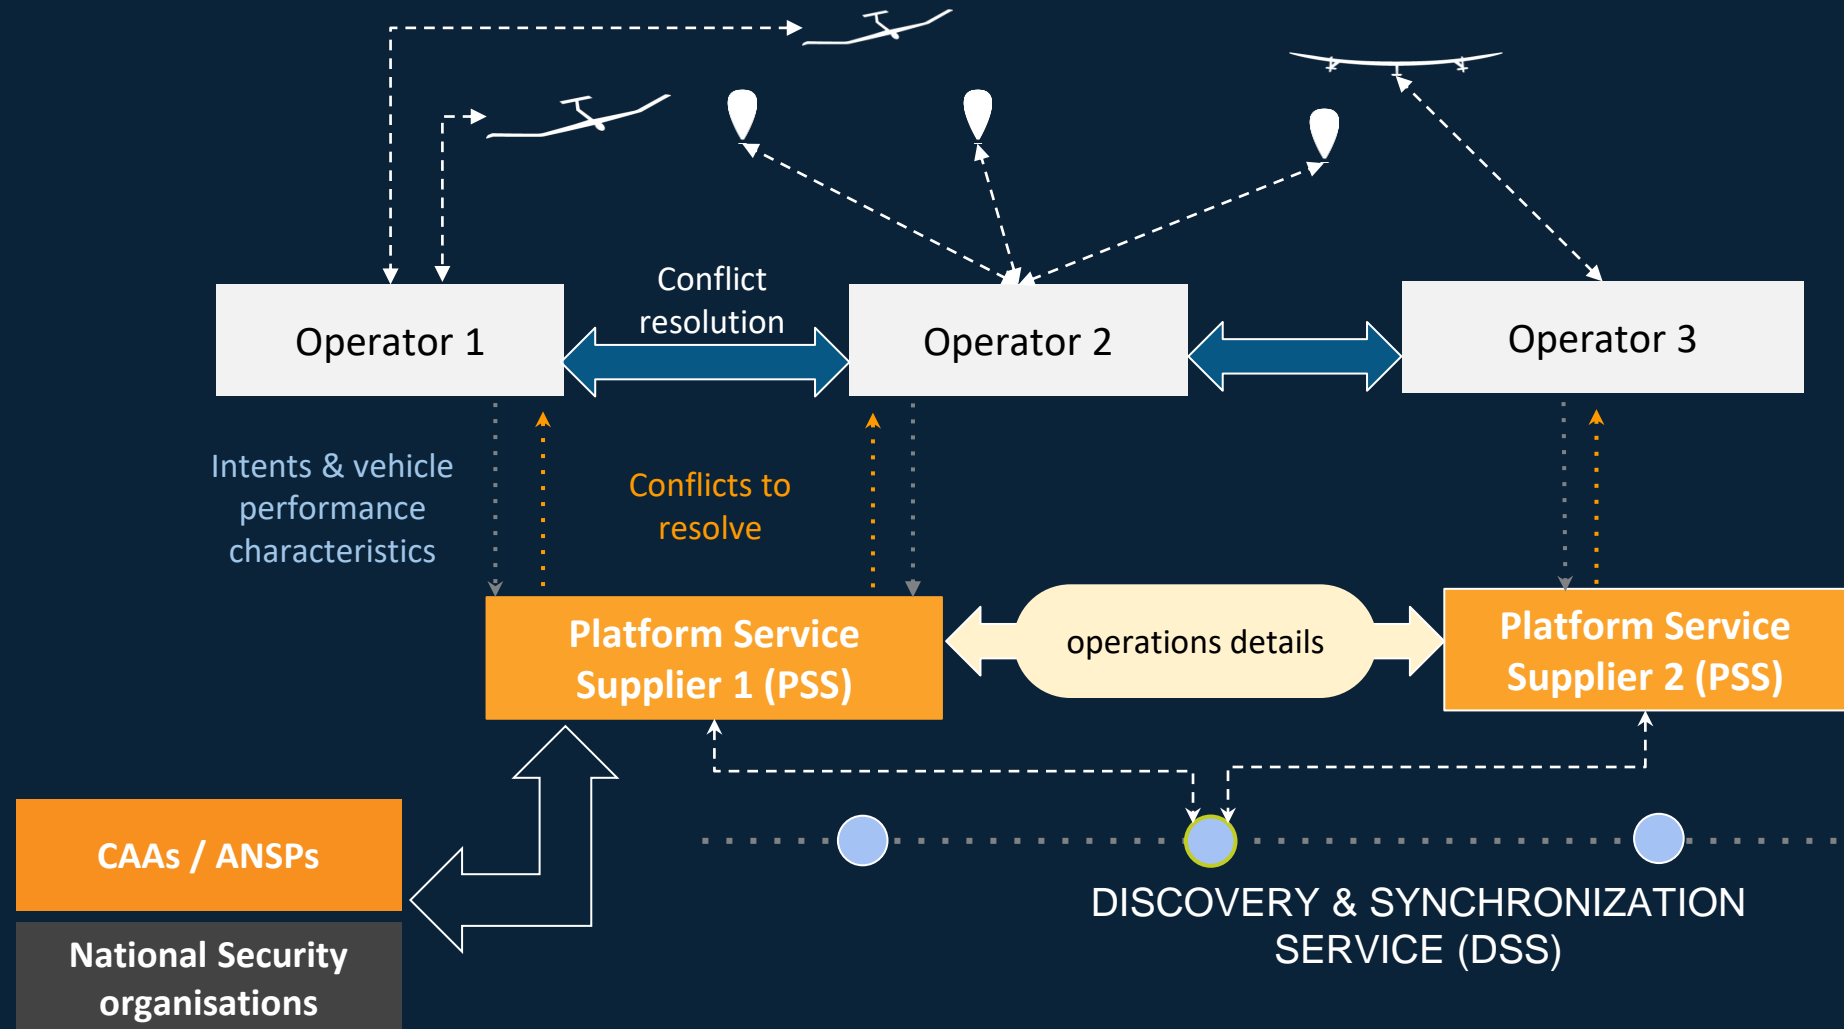 Conflict
resolution
Operator 1
Operator 2
Operator 3
Intents & vehicle
performance
characteristics
Conflicts to
resolve
Platform Service
Supplier 1 (PSS)
operations details
Platform Service
Supplier 2 (PSS)
CAAs / ANSPs
National Security
organisations
DISCOVERY & SYNCHRONIZATION
SERVICE (DSS)